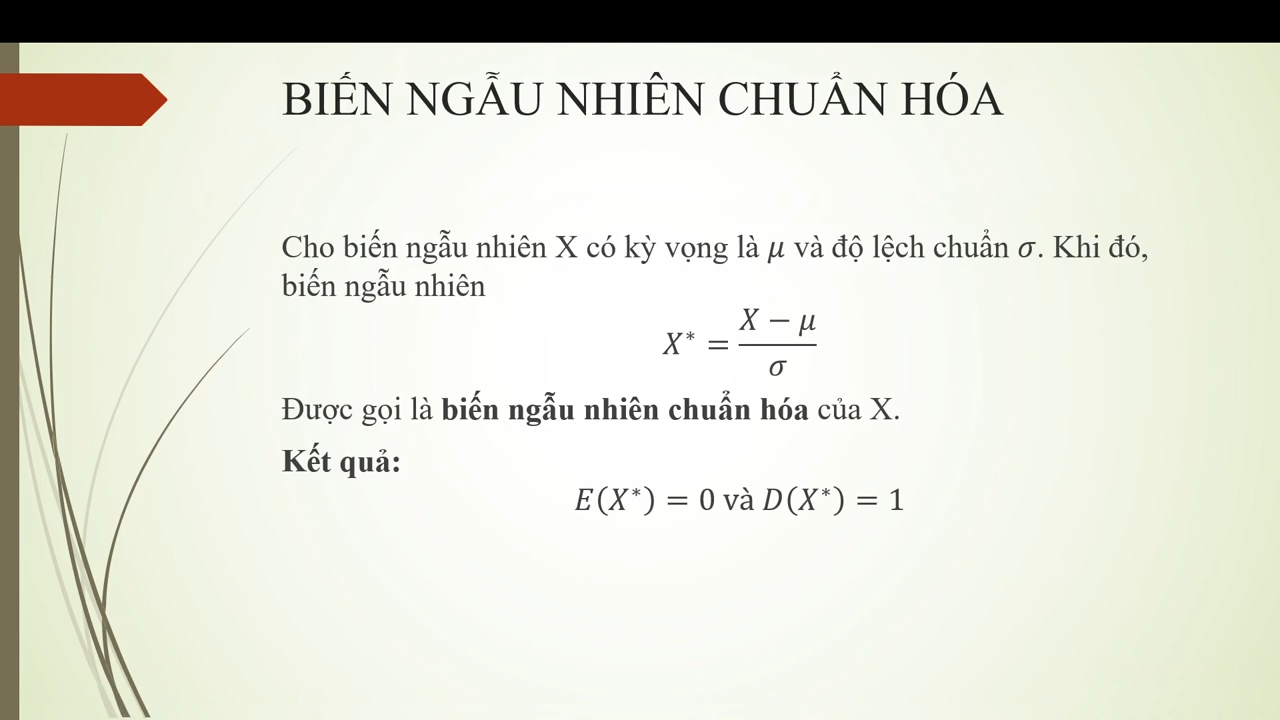 BIẾN NGẪU NHIÊN CHUẨN HÓA
Cho biến ngẫu nhiên X có kỳ vọng là μ và độ lệch chuẩn σ. Khi đó,
biến ngẫu nhiên
X* = (X − μ)/σ
Được gọi là biến ngẫu nhiên chuẩn hóa của X.
Kết quả:
E(X*) = 0 và D(X*) = 1